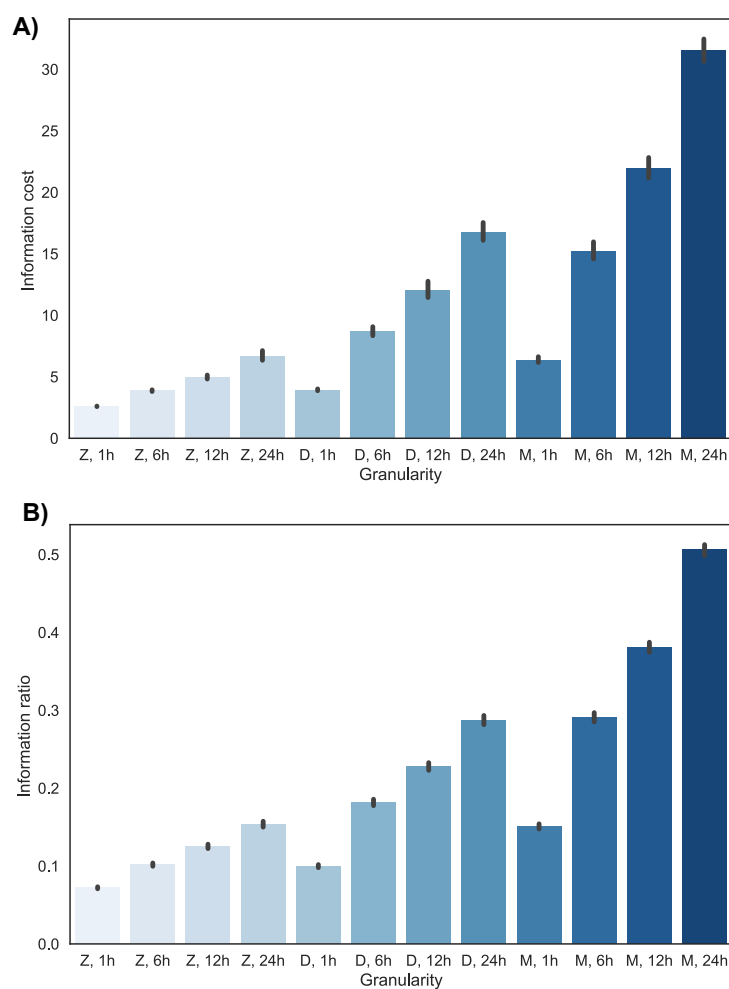 A)
30
25
20
15
10
5
0
Information cost
Z, 1h Z, 6h Z, 12h Z, 24h D, 1h D, 6h D, 12h D, 24h M, 1h M, 6h M, 12h M, 24h
Granularity
B)
0.5
0.4
0.3
0.2
0.1
0.0
Information ratio
Z, 1h Z, 6h Z, 12h Z, 24h D, 1h D, 6h D, 12h D, 24h M, 1h M, 6h M, 12h M, 24h
Granularity